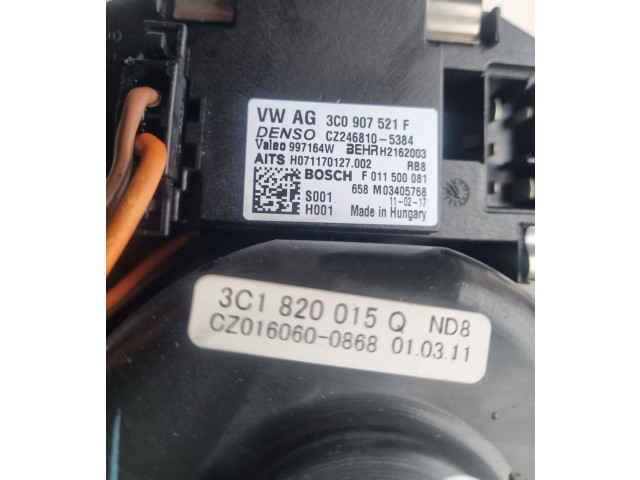 VW AG 3C0 907 521 F
DENSO CZ246810-5384
Valeo 997164W BEHR H2162003
AITS H071170127.002 RB8
BOSCH F 011 500 081
658 M03405768
S001 11-02-17
H001 Made in Hungary
3C1 820 015 Q ND8
CZ016060-0868 01.03.11